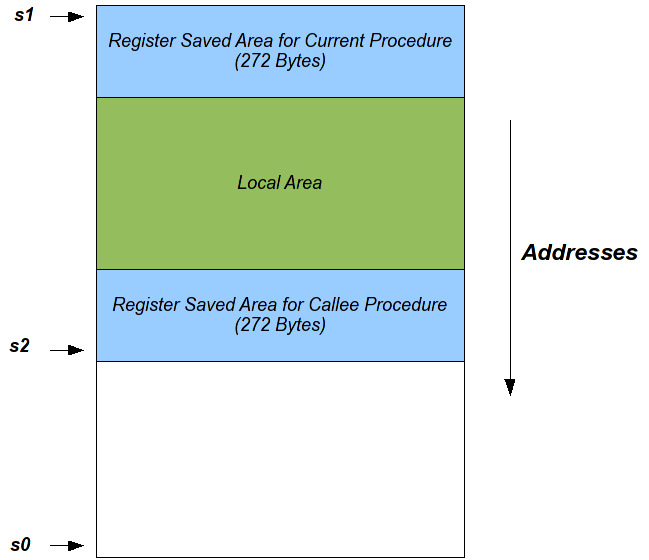 s1
Register Saved Area for Current Procedure
(272 Bytes)
Local Area
Addresses
Register Saved Area for Callee Procedure
(272 Bytes)
s2
s0